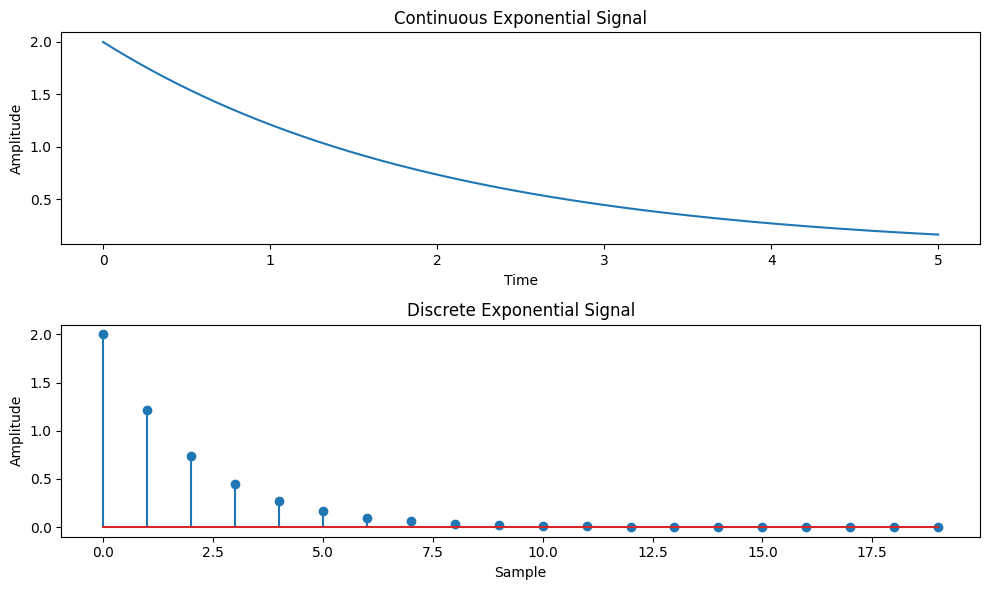 Continuous Exponential Signal
2.0
1.5
1.0
0.5
Amplitude
0 1 2 3 4 5
Time
Discrete Exponential Signal
2.0
1.5
1.0
0.5
0.0
Amplitude
0.0 2.5 5.0 7.5 10.0 12.5 15.0 17.5
Sample